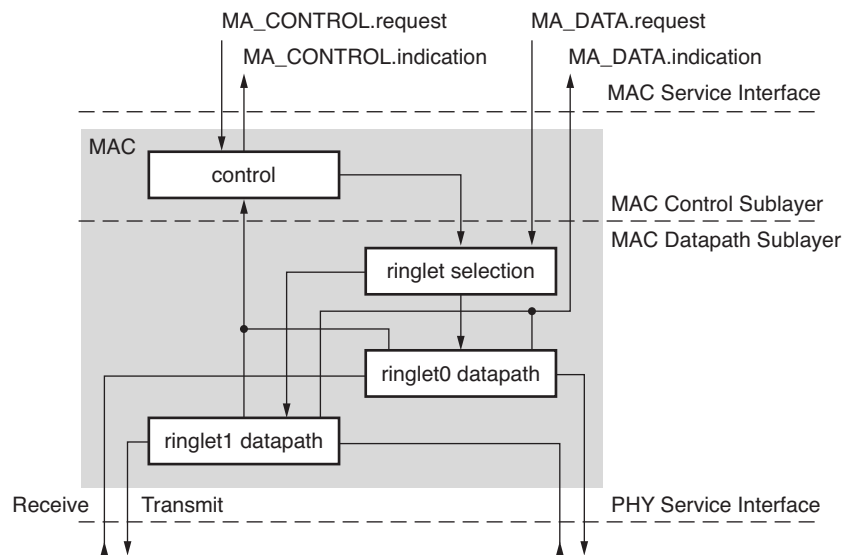 MA_CONTROL.request
MA_DATA.request
MA_CONTROL.indication
MA_DATA.indication
MAC Service Interface
MAC
control
MAC Control Sublayer
MAC Datapath Sublayer
ringlet selection
ringlet0 datapath
ringlet1 datapath
Receive
Transmit
PHY Service Interface